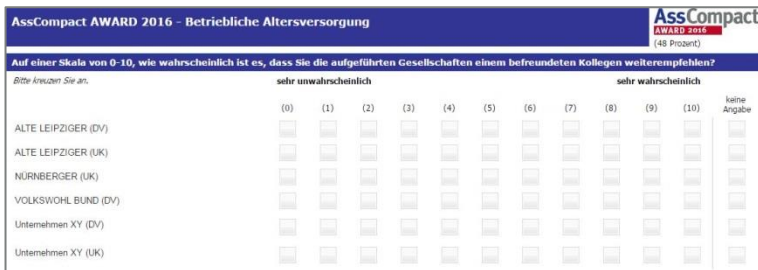 AssCompact AWARD 2016 - Betriebliche Altersversorgung
AssCompact
AWARD 2016
(48 Prozent)
Auf einer Skala von 0-10, wie wahrscheinlich ist es, dass Sie die aufgeführten Gesellschaften einem befreundeten Kollegen weiterempfehlen?
Bitte kreuzen Sie an. sehr unwahrscheinlich sehr wahrscheinlich
(0) (1) (2) (3) (4) (5) (6) (7) (8) (9) (10) keine Angabe
ALTE LEIPZIGER (DV)
ALTE LEIPZIGER (UK)
NÜRNBERGER (UK)
VOLKSWOHL BUND (DV)
Unternehmen XY (DV)
Unternehmen XY (UK)